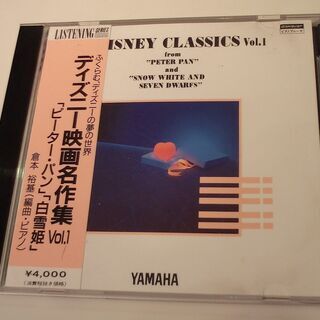 LISTENING SERIES
DISNEY CLASSICS Vol.1
from
"PETER PAN"
and
"SNOW WHITE AND
SEVEN DWARFS"
ふくらむ、ディズニーの夢の世界
ディズニー映画名作集 Vol.1
「ピーター・パン」「白雪姫」
倉本 裕基(編曲・ピアノ)
¥4,000
YAMAHA